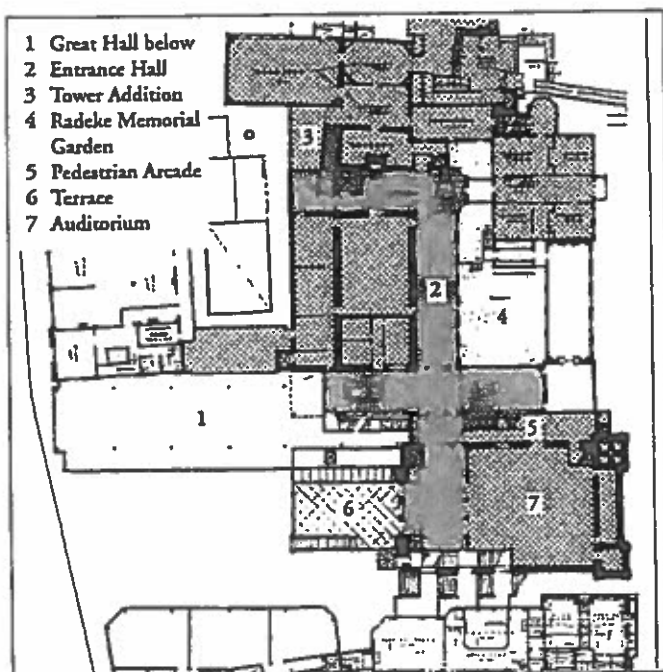 1 Great Hall below
2 Entrance Hall
3 Tower Addition
4 Radeke Memorial
Garden
5 Pedestrian Arcade
6 Terrace
7 Auditorium
3
2
4
1
5
6
7